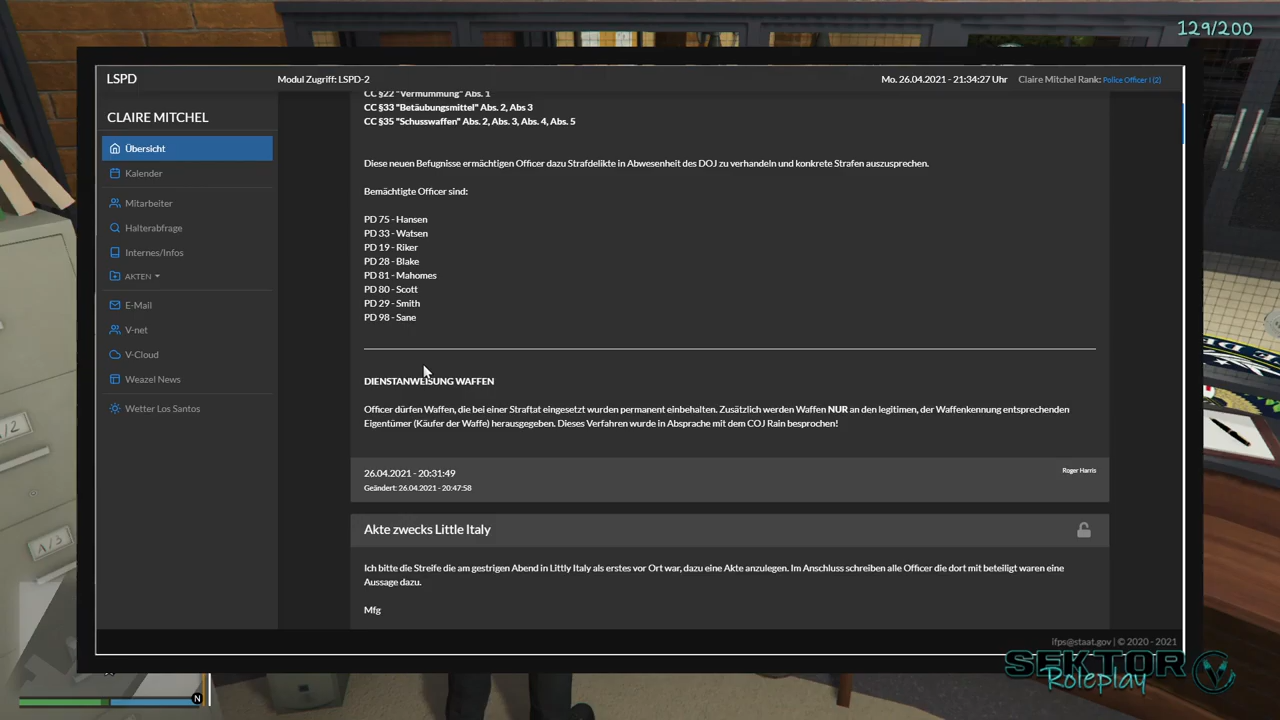 129/200
LSPD
Modul Zugriff: LSPD-2
Mo. 26.04.2021 - 21:34:27 Uhr
Claire Mitchel Rank: Police Officer I (2)
CLAIRE MITCHEL
Übersicht
Kalender
Mitarbeiter
Halterabfrage
Internes/Infos
AKTEN
E-Mail
V-net
V-Cloud
Weazel News
Wetter Los Santos
CC §22 "Vermummung" Abs. 1
CC §33 "Betäubungsmittel" Abs. 2, Abs 3
CC §35 "Schusswaffen" Abs. 2, Abs. 3, Abs. 4, Abs. 5
Diese neuen Befugnisse ermächtigen Officer dazu Strafdelikte in Abwesenheit des DOJ zu verhandeln und konkrete Strafen auszusprechen.
Bemächtigte Officer sind:
PD 75 - Hansen
PD 33 - Watsen
PD 19 - Riker
PD 28 - Blake
PD 81 - Mahomes
PD 80 - Scott
PD 29 - Smith
PD 98 - Sane
DIENSTANWEISUNG WAFFEN
Officer dürfen Waffen, die bei einer Straftat eingesetzt wurden permanent einbehalten. Zusätzlich werden Waffen NUR an den legitimen, der Waffenkennung entsprechenden
Eigentümer (Käufer der Waffe) herausgegeben. Dieses Verfahren wurde in Absprache mit dem COJ Rain besprochen!
26.04.2021 - 20:31:49
Roger Harris
Geändert: 26.04.2021 - 20:47:58
Akte zwecks Little Italy
Ich bitte die Streife die am gestrigen Abend in Littly Italy als erstes vor Ort war, dazu eine Akte anzulegen. Im Anschluss schreiben alle Officer die dort mit beteiligt waren eine
Aussage dazu.
Mfg
ifps@staat.gov | © 2020 - 2021
A/2
A/3
N
SEKTOR
Roleplay